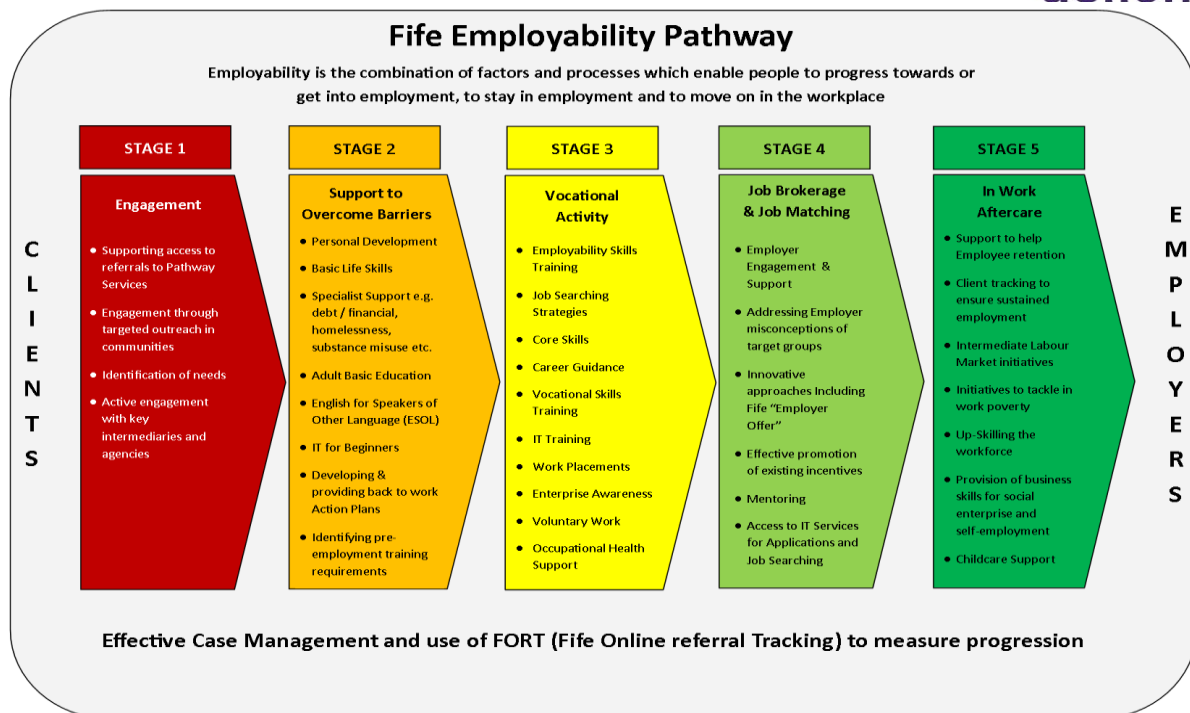 Fife Employability Pathway
Employability is the combination of factors and processes which enable people to progress towards or
get into employment, to stay in employment and to move on in the workplace
CLIENTS
STAGE 1
Engagement
• Supporting access to
referrals to Pathway
Services
• Engagement through
targeted outreach in
communities
• Identification of needs
• Active engagement
with key
intermediaries and
agencies
STAGE 2
Support to
Overcome Barriers
• Personal Development
• Basic Life Skills
• Specialist Support e.g.
debt / financial,
homelessness,
substance misuse etc.
• Adult Basic Education
• English for Speakers of
Other Language (ESOL)
• IT for Beginners
• Developing &
providing back to work
Action Plans
• Identifying pre-
employment training
requirements
STAGE 3
Vocational
Activity
• Employability Skills
Training
• Job Searching
Strategies
• Core Skills
• Career Guidance
• Vocational Skills
Training
• IT Training
• Work Placements
• Enterprise Awareness
• Voluntary Work
• Occupational Health
Support
STAGE 4
Job Brokerage
& Job Matching
• Employer
Engagement &
Support
• Addressing Employer
misconceptions of
target groups
• Innovative
approaches Including
Fife “Employer
Offer”
• Effective promotion
of existing incentives
• Mentoring
• Access to IT Services
for Applications and
Job Searching
STAGE 5
In Work
Aftercare
• Support to help
Employee retention
• Client tracking to
ensure sustained
employment
• Intermediate Labour
Market initiatives
• Initiatives to tackle in
work poverty
• Up-Skilling the
workforce
• Provision of business
skills for social
enterprise and
self-employment
• Childcare Support
EMPLOYERS
Effective Case Management and use of FORT (Fife Online referral Tracking) to measure progression